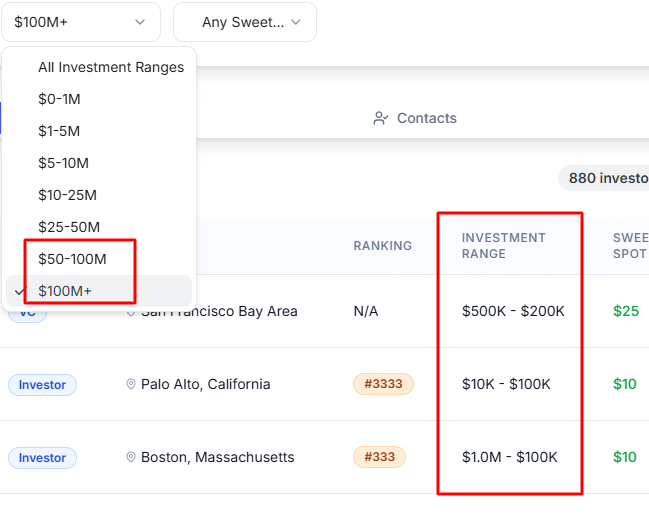 $100M+
Any Sweet...
All Investment Ranges
$0-1M
$1-5M
$5-10M
$10-25M
$25-50M
$50-100M
$100M+
Contacts
880 investo
RANKING
INVESTMENT
RANGE
SWEE
SPOT
VC
San Francisco Bay Area
N/A
$500K - $200K
$25
Investor
Palo Alto, California
#3333
$10K - $100K
$10
Investor
Boston, Massachusetts
#333
$1.0M - $100K
$10